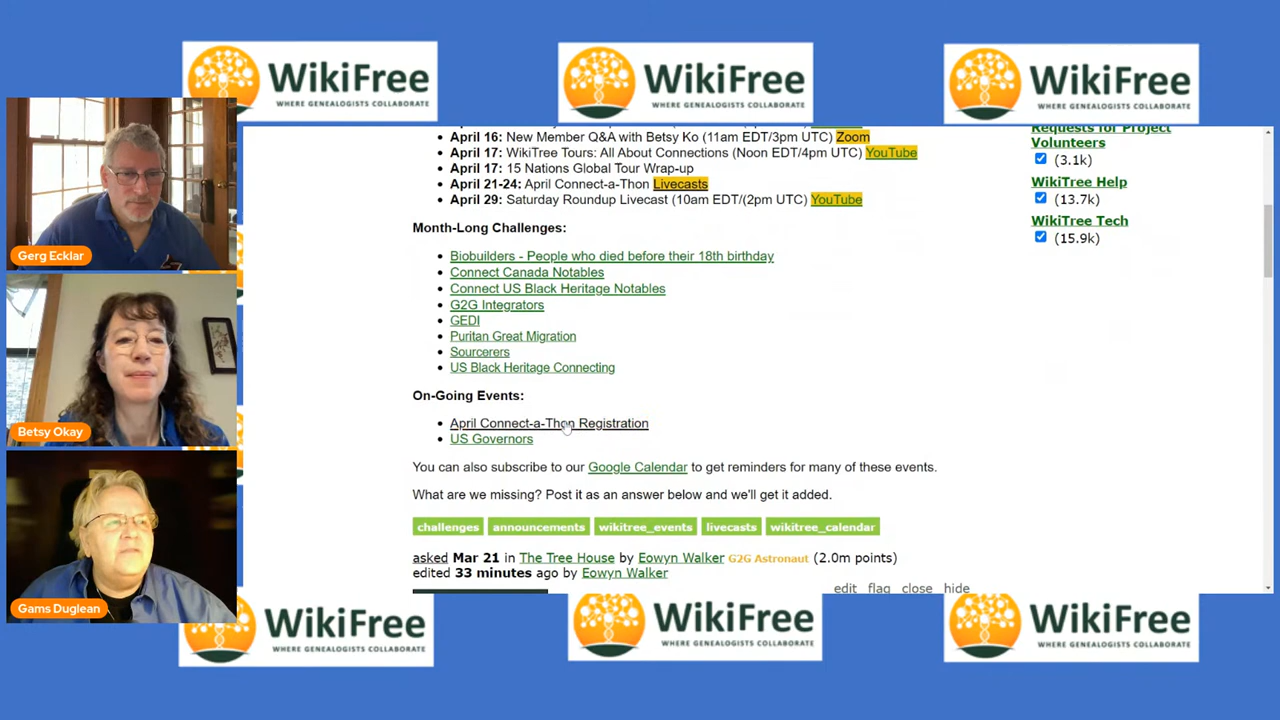 WikiFree
WHERE GENEALOGISTS COLLABORATE
WikiFree
WHERE GENEALOGISTS COLLABORATE
WikiFree
WHERE GENEALOGISTS COLLABORATE
Gerg Ecklar
Betsy Okay
Gams Duglean
April 16: New Member Q&A with Betsy Ko (11am EDT/3pm UTC) Zoom
April 17: WikiTree Tours: All About Connections (Noon EDT/4pm UTC) YouTube
April 17: 15 Nations Global Tour Wrap-up
April 21-24: April Connect-a-Thon Livecasts
April 29: Saturday Roundup Livecast (10am EDT/(2pm UTC) YouTube
Month-Long Challenges:
Biobuilders - People who died before their 18th birthday
Connect Canada Notables
Connect US Black Heritage Notables
G2G Integrators
GEDI
Puritan Great Migration
Sourcerers
US Black Heritage Connecting
On-Going Events:
April Connect-a-Thon Registration
US Governors
You can also subscribe to our Google Calendar to get reminders for many of these events.
What are we missing? Post it as an answer below and we'll get it added.
challenges announcements wikitree_events livecasts wikitree_calendar
asked Mar 21 in The Tree House by Eowyn Walker G2G Astronaut (2.0m points)
edited 33 minutes ago by Eowyn Walker
edit flag close hide
Requests for Project
Volunteers
(3.1k)
WikiTree Help
(13.7k)
WikiTree Tech
(15.9k)
WikiFree
WHERE GENEALOGISTS COLLABORATE
WikiFree
WHERE GENEALOGISTS COLLABORATE
WikiFree
WHERE GENEALOGISTS COLLABORATE